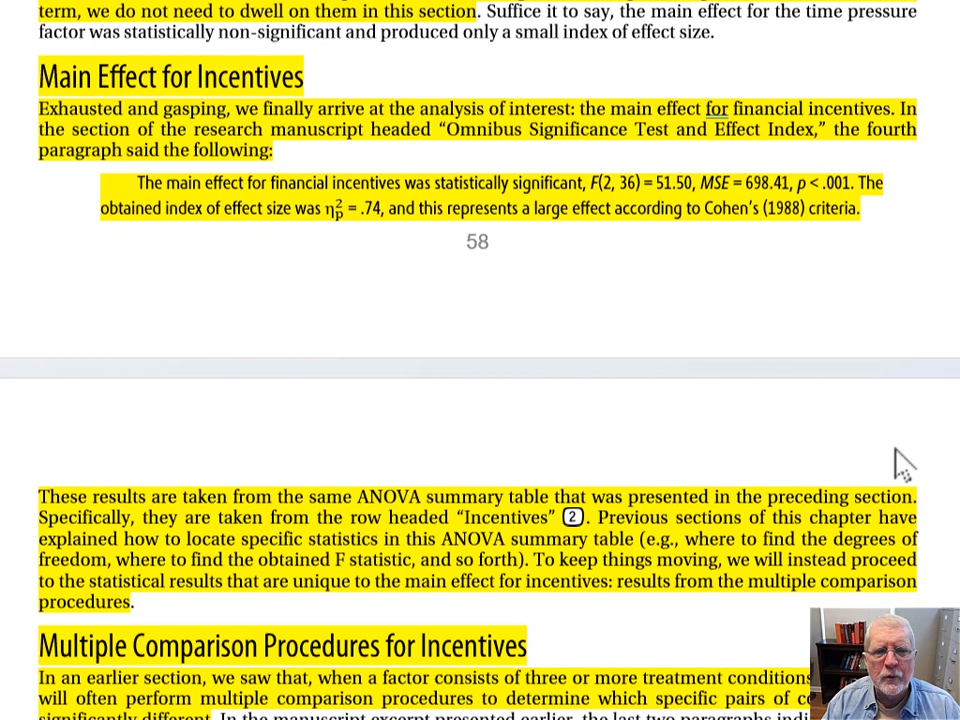 term, we do not need to dwell on them in this section. Suffice it to say, the main effect for the time pressure
factor was statistically non-significant and produced only a small index of effect size.
Main Effect for Incentives
Exhausted and gasping, we finally arrive at the analysis of interest: the main effect for financial incentives. In
the section of the research manuscript headed “Omnibus Significance Test and Effect Index,” the fourth
paragraph said the following:
The main effect for financial incentives was statistically significant, F(2, 36) = 51.50, MSE = 698.41, p < .001. The
obtained index of effect size was η²ₚ = .74, and this represents a large effect according to Cohen’s (1988) criteria.
58
These results are taken from the same ANOVA summary table that was presented in the preceding section.
Specifically, they are taken from the row headed “Incentives” 2. Previous sections of this chapter have
explained how to locate specific statistics in this ANOVA summary table (e.g., where to find the degrees of
freedom, where to find the obtained F statistic, and so forth). To keep things moving, we will instead proceed
to the statistical results that are unique to the main effect for incentives: results from the multiple comparison
procedures.
Multiple Comparison Procedures for Incentives
In an earlier section, we saw that, when a factor consists of three or more treatment conditions
will often perform multiple comparison procedures to determine which specific pairs of
significantly different. In the manuscript excerpt presented earlier, the last two paragraphs